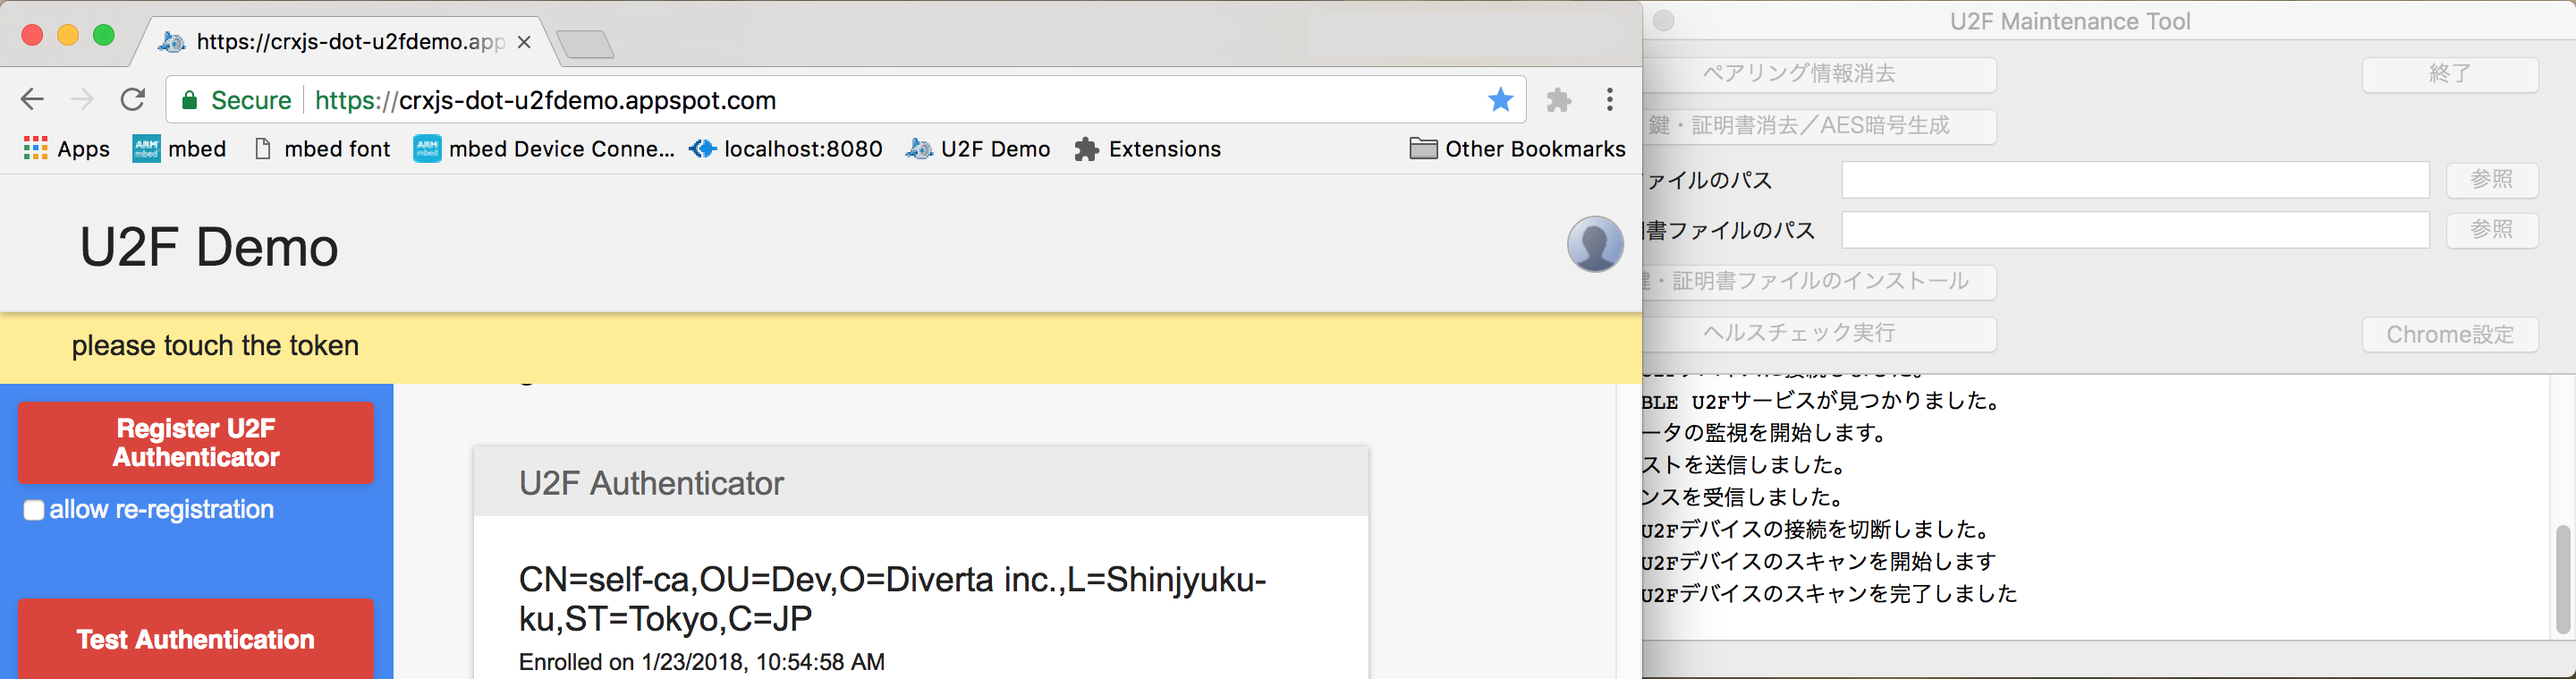 https://crxjs-dot-u2fdemo.app
Secure
https://crxjs-dot-u2fdemo.appspot.com
Apps
mbed
mbed font
mbed Device Conne...
localhost:8080
U2F Demo
Extensions
Other Bookmarks
U2F Demo
please touch the token
Register U2F
Authenticator
allow re-registration
Test Authentication
U2F Authenticator
CN=self-ca,OU=Dev,O=Diverta inc.,L=Shinjyuku-
ku,ST=Tokyo,C=JP
Enrolled on 1/23/2018, 10:54:58 AM
U2F Maintenance Tool
ペアリング情報消去
終了
鍵・証明書消去／AES暗号生成
ァイルのパス
参照
書ファイルのパス
参照
・証明書ファイルのインストール
ヘルスチェック実行
Chrome設定
BLE U2Fサービスが見つかりました。
ータの監視を開始します。
ストを送信しました。
ンスを受信しました。
U2Fデバイスの接続を切断しました。
U2Fデバイスのスキャンを開始します
U2Fデバイスのスキャンを完了しました